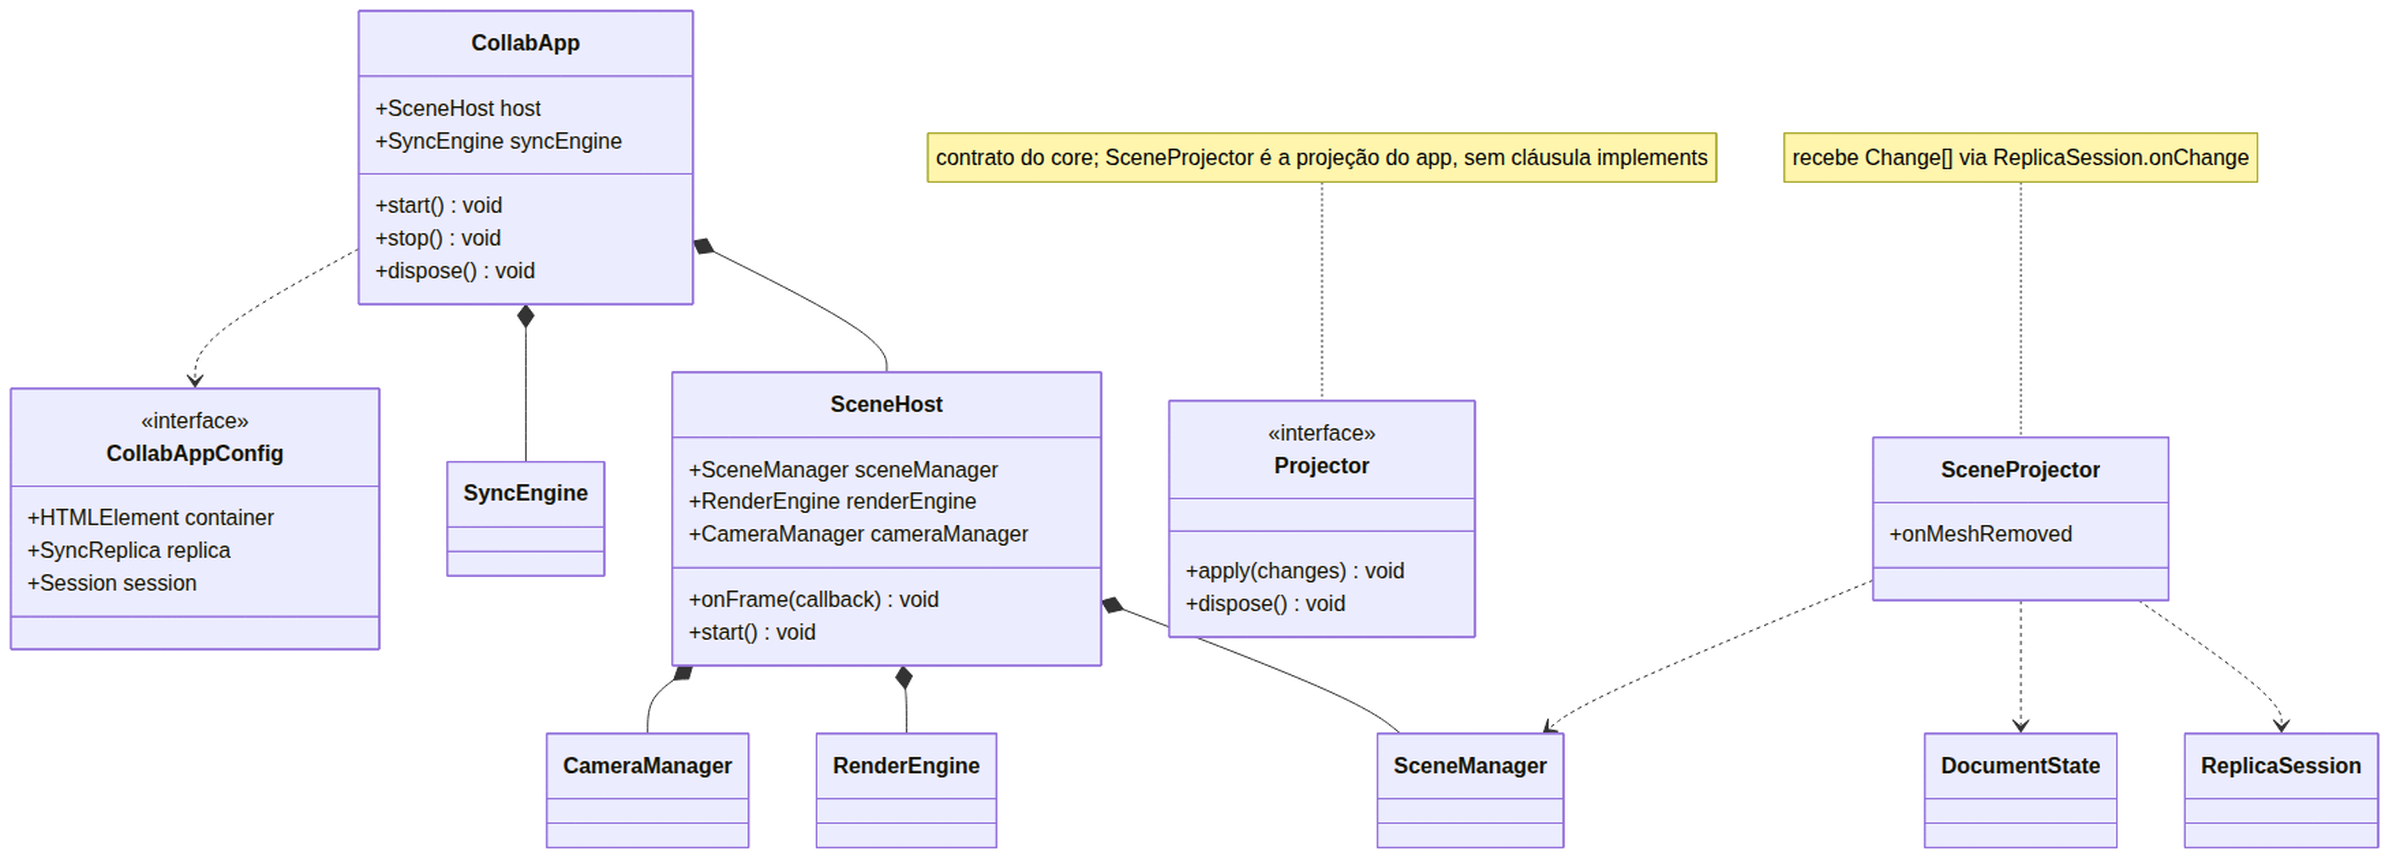 CollabApp
+SceneHost host
+SyncEngine syncEngine
+start() : void
+stop() : void
+dispose() : void
contrato do core; SceneProjector é a projeção do app, sem cláusula implements
recebe Change[] via ReplicaSession.onChange
«interface»
CollabAppConfig
+HTMLElement container
+SyncReplica replica
+Session session
SyncEngine
SceneHost
+SceneManager sceneManager
+RenderEngine renderEngine
+CameraManager cameraManager
+onFrame(callback) : void
+start() : void
«interface»
Projector
+apply(changes) : void
+dispose() : void
SceneProjector
+onMeshRemoved
CameraManager
RenderEngine
SceneManager
DocumentState
ReplicaSession